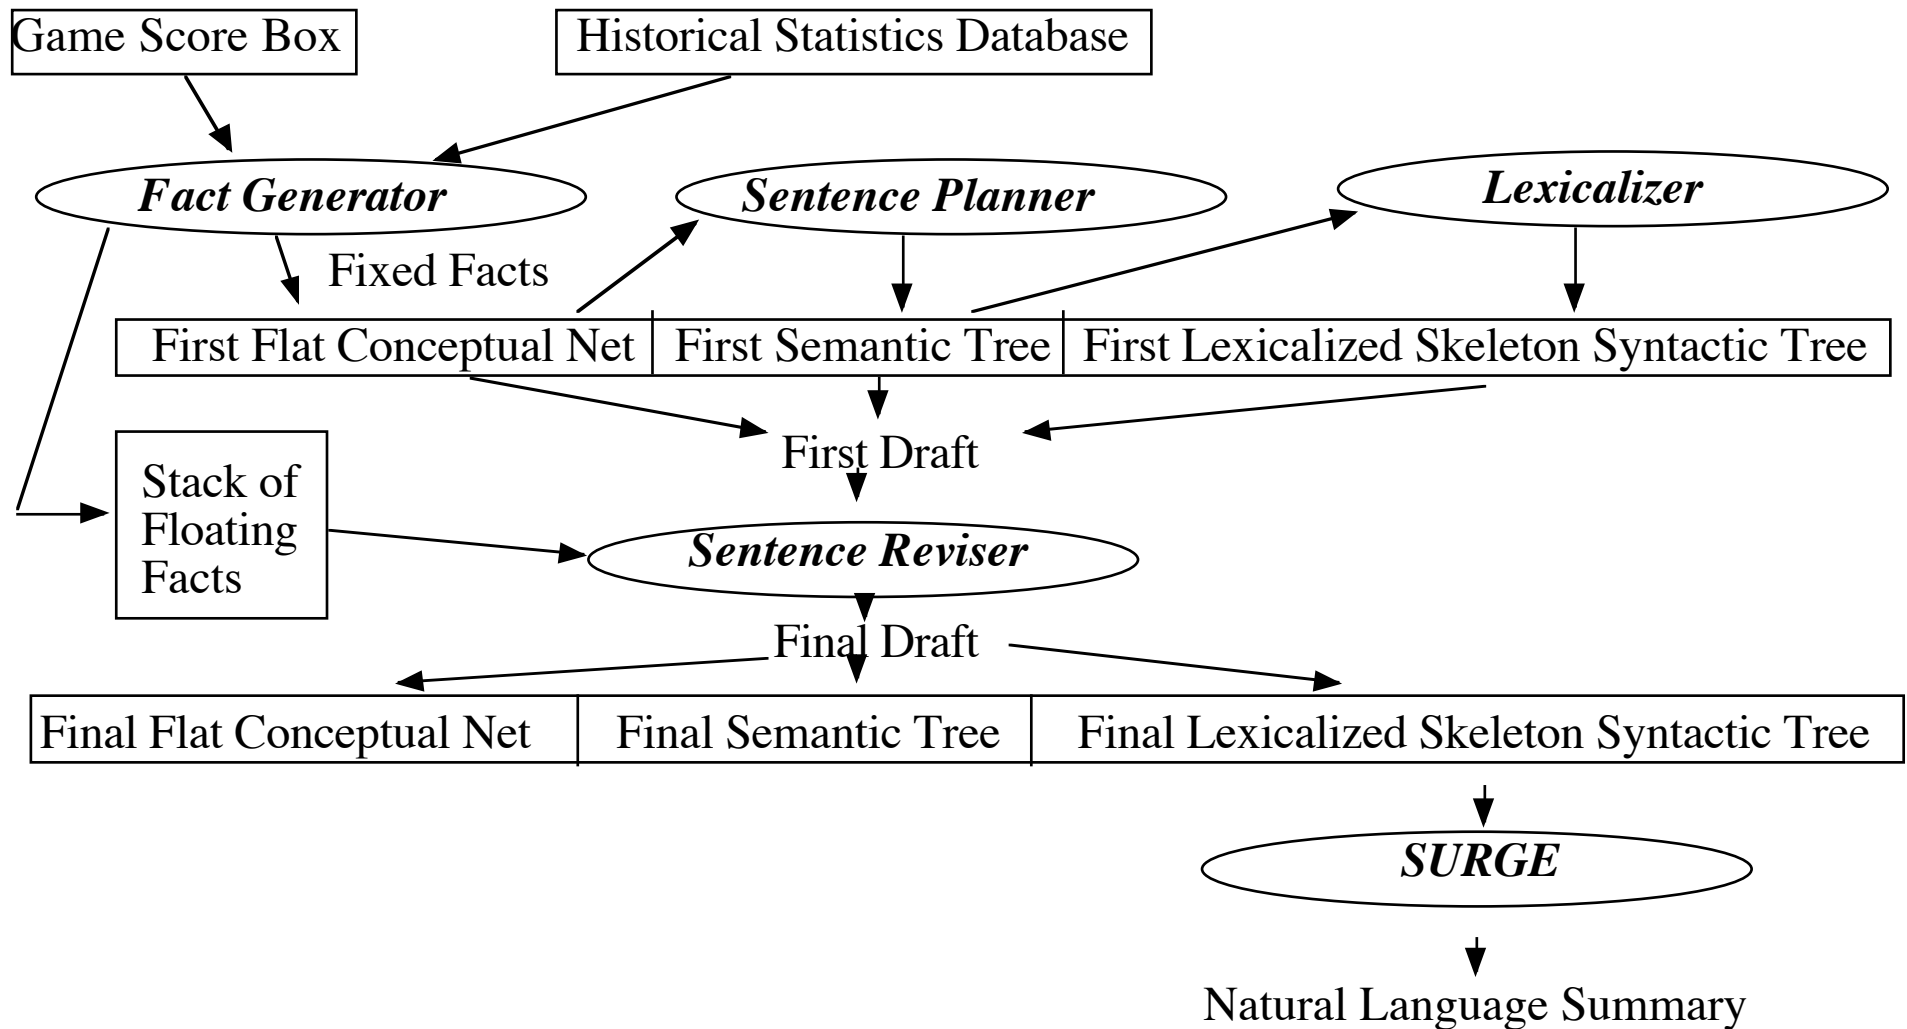 Game Score Box
Historical Statistics Database
Fact Generator
Sentence Planner
Lexicalizer
Fixed Facts
First Flat Conceptual Net
First Semantic Tree
First Lexicalized Skeleton Syntactic Tree
First Draft
Stack of
Floating
Facts
Sentence Reviser
Final Draft
Final Flat Conceptual Net
Final Semantic Tree
Final Lexicalized Skeleton Syntactic Tree
SURGE
Natural Language Summary